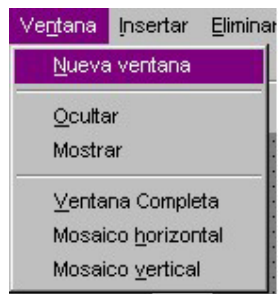 Ventana Insertar Eliminar
Nueva ventana
Ocultar
Mostrar
Ventana Completa
Mosaico horizontal
Mosaico vertical